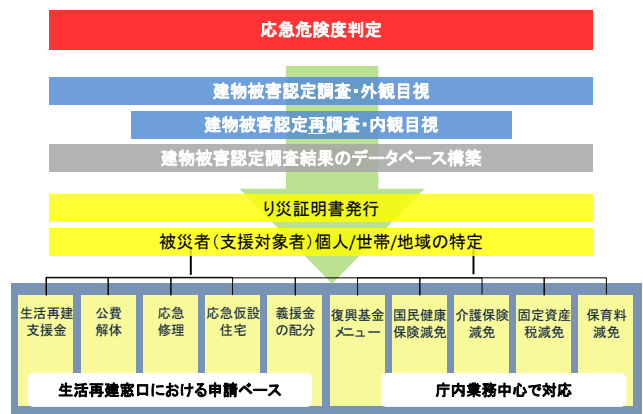 応急危険度判定
建物被害認定調査・外観目視
建物被害認定再調査・内観目視
建物被害認定調査結果のデータベース構築
り災証明書発行
被災者（支援対象者）個人/世帯/地域の特定
生活再建
支援金
公費
解体
応急
修理
応急仮設
住宅
義援金
の配分
復興基金
メニュー
国民健康
保険減免
介護保険
減免
固定資産
税減免
保育料
減免
生活再建窓口における申請ベース
庁内業務中心で対応